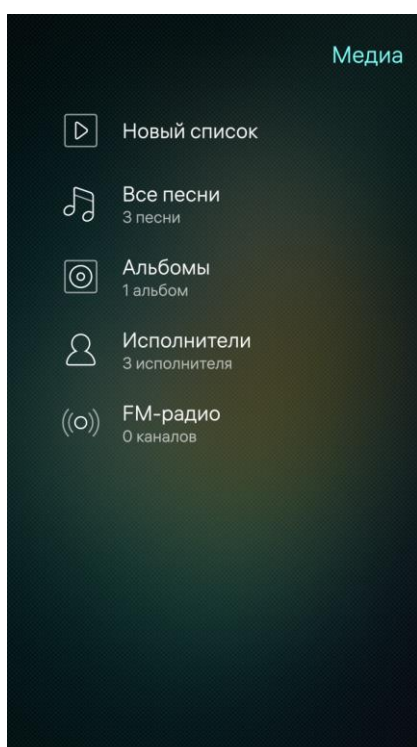 Медиа
Новый список
Все песни
3 песни
Альбомы
1 альбом
Исполнители
3 исполнителя
FM-радио
0 каналов